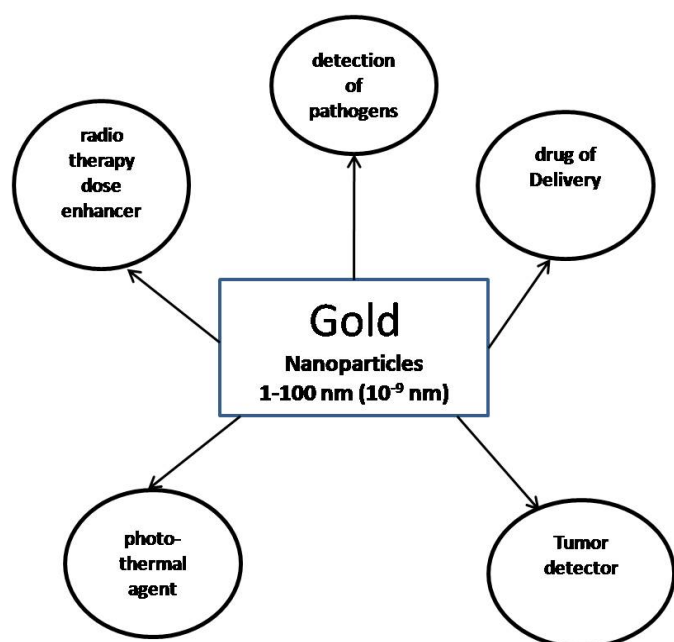 detection
of
pathogens
radio
therapy
dose
enhancer
drug of
Delivery
Gold
Nanoparticles
1-100 nm (10⁻⁹ nm)
photo-
thermal
agent
Tumor
detector